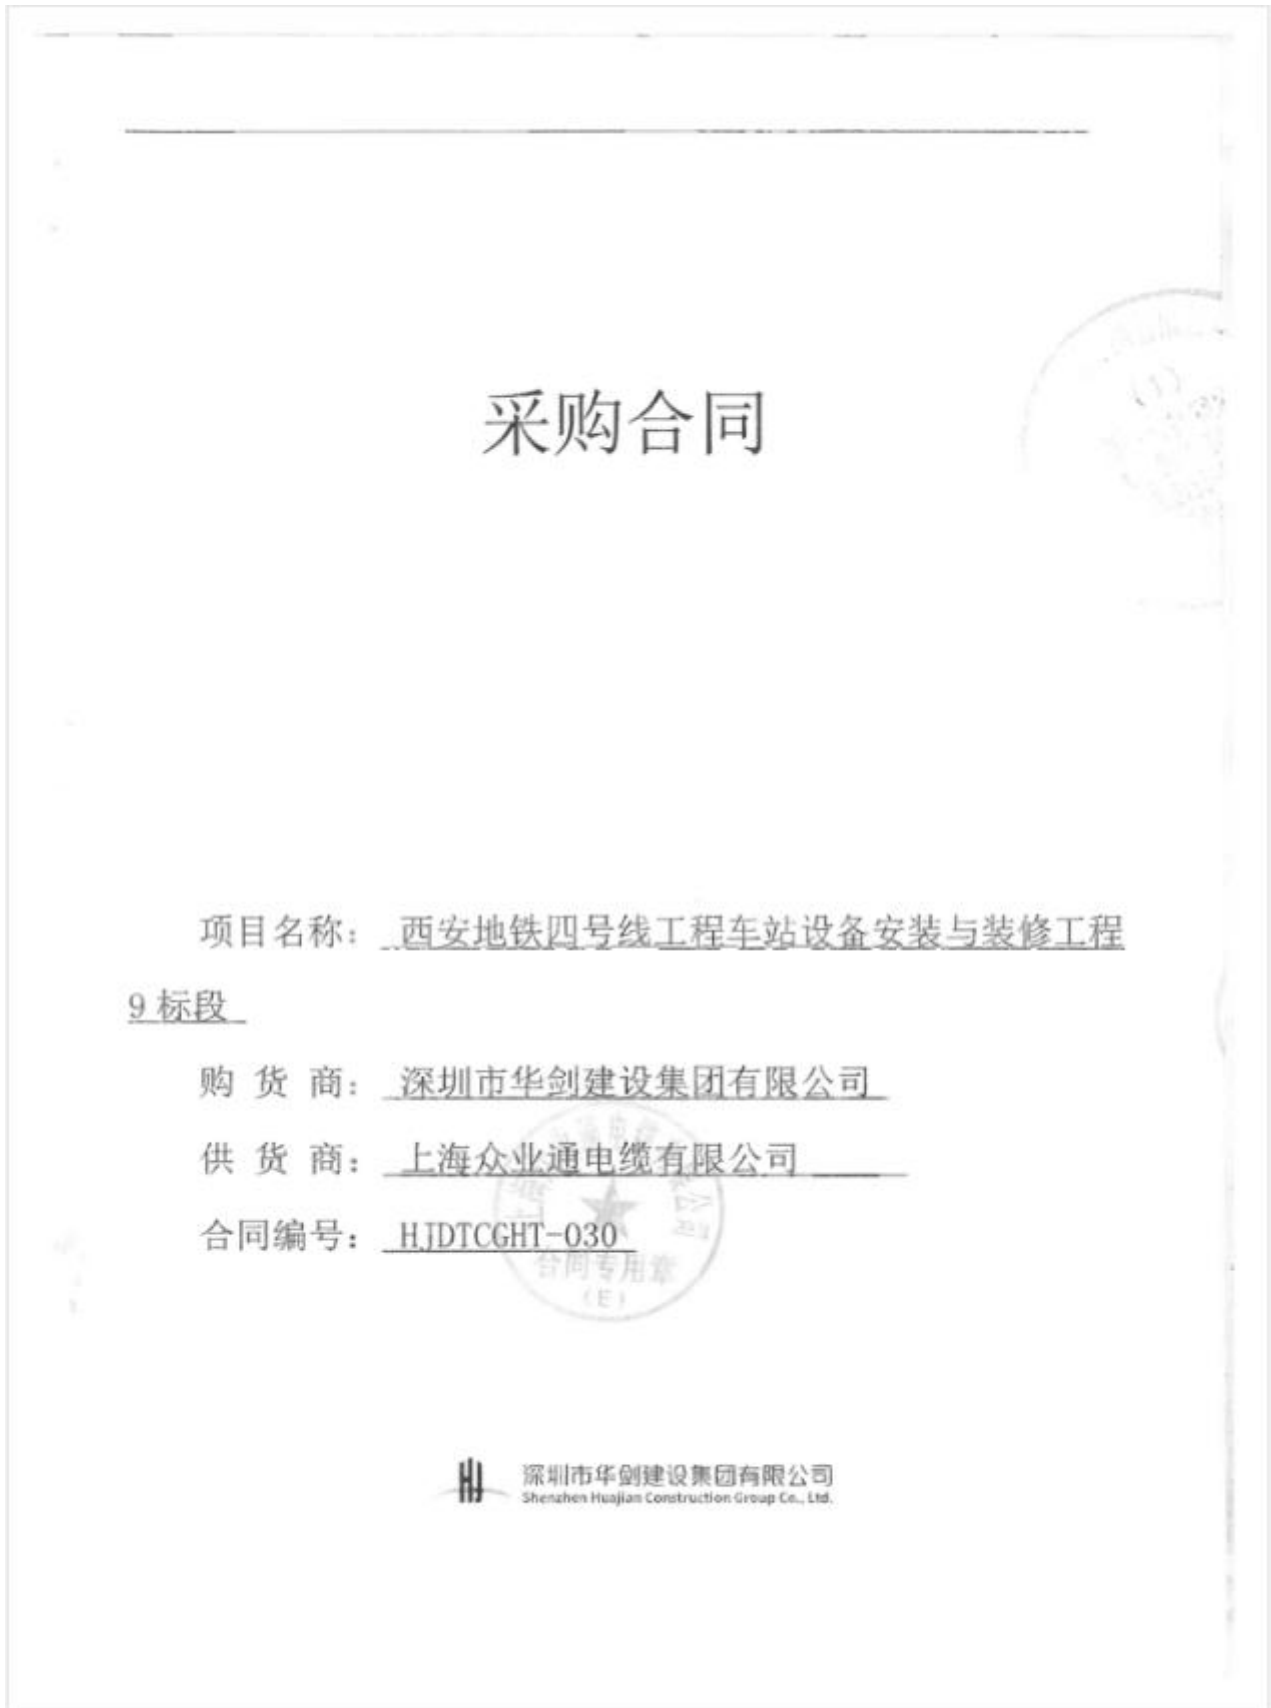 采购合同
项目名称： 西安地铁四号线工程车站设备安装与装修工程
9 标段
购 货 商： 深圳市华剑建设集团有限公司
供 货 商： 上海众业通电缆有限公司
合同编号： HJDTCGHT-030
合同专用章
（E）
深圳市华剑建设集团有限公司
Shenzhen Huajian Construction Group Co., Ltd.